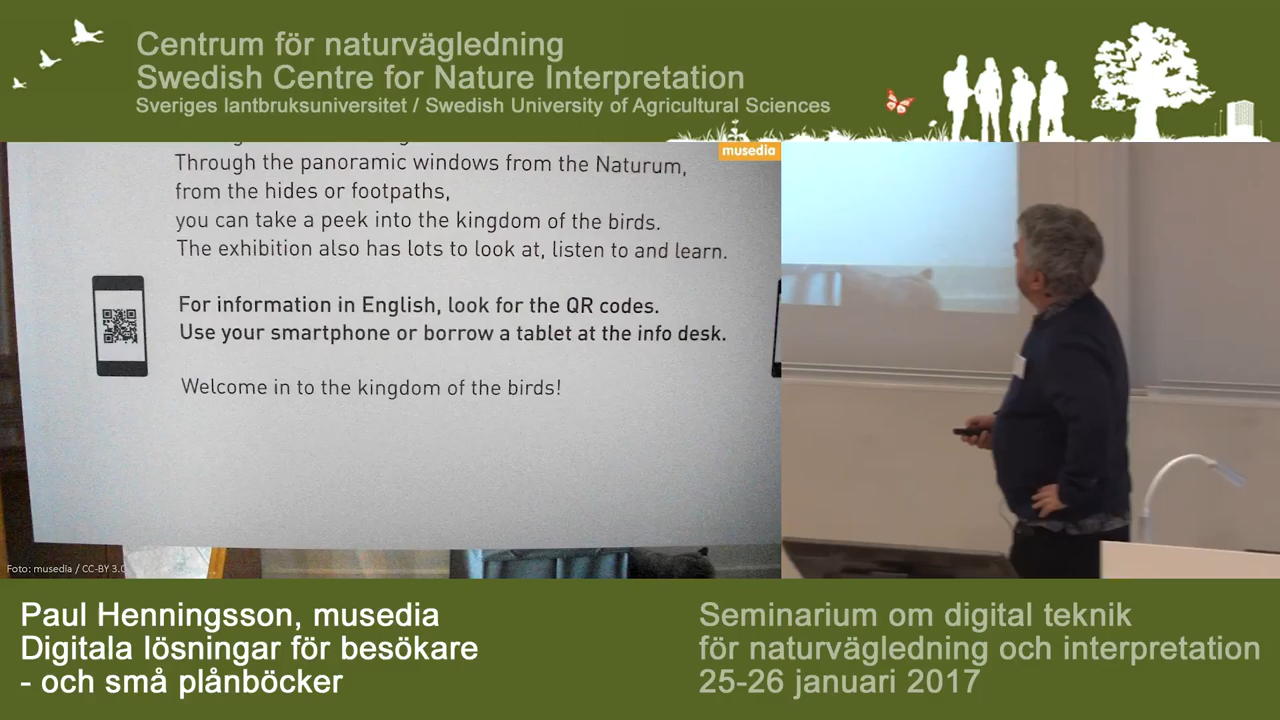 Centrum för naturvägledning
Swedish Centre for Nature Interpretation
Sveriges lantbruksuniversitet / Swedish University of Agricultural Sciences
musedia
Through the panoramic windows from the Naturum,
from the hides or footpaths,
you can take a peek into the kingdom of the birds.
The exhibition also has lots to look at, listen to and learn.
For information in English, look for the QR codes.
Use your smartphone or borrow a tablet at the info desk.
Welcome in to the kingdom of the birds!
Foto: musedia / CC-BY 3.0
Paul Henningsson, musedia
Digitala lösningar för besökare
- och små plånböcker
Seminarium om digital teknik
för naturvägledning och interpretation
25-26 januari 2017